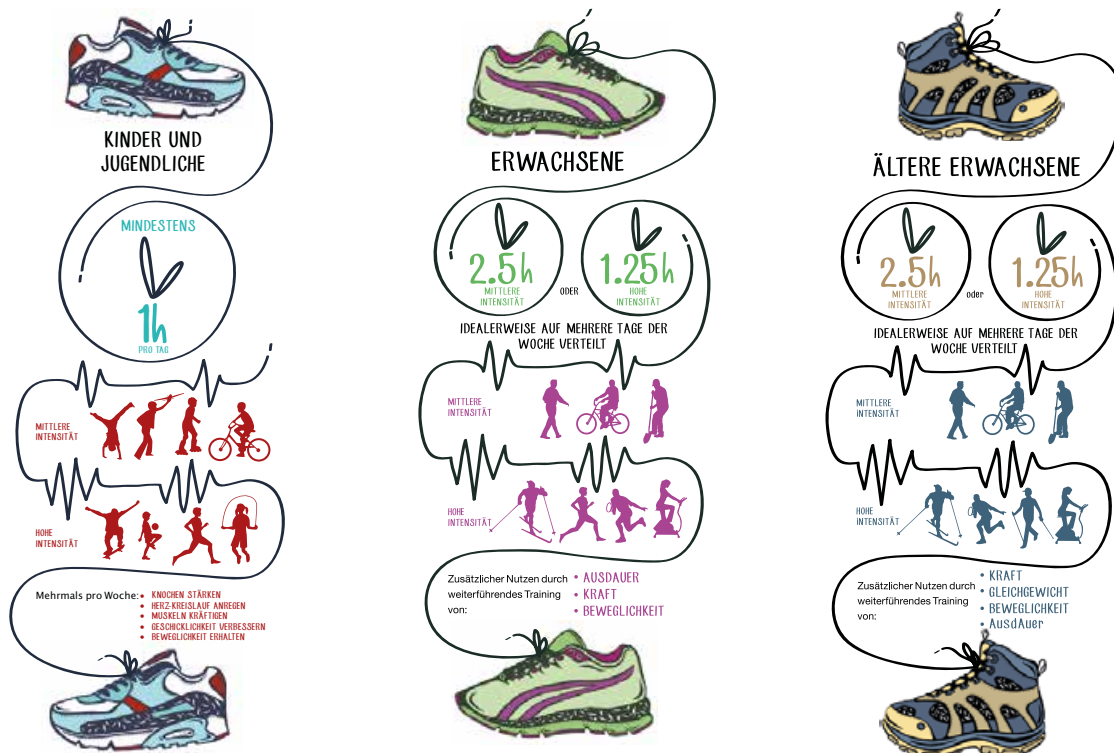 KINDER UND
JUGENDLICHE
MINDESTENS
1h
PRO TAG
MITTLERE
INTENSITÄT
HOHE
INTENSITÄT
Mehrmals pro Woche:
• KNOCHEN STÄRKEN
• HERZ-KREISLAUF ANREGEN
• MUSKELN KRÄFTIGEN
• GESCHICKLICHKEIT VERBESSERN
• BEWEGLICHKEIT ERHALTEN
ERWACHSENE
2.5h
MITTLERE
INTENSITÄT
ODER
1.25h
HOHE
INTENSITÄT
IDEALERWEISE AUF MEHRERE TAGE DER
WOCHE VERTEILT
MITTLERE
INTENSITÄT
HOHE
INTENSITÄT
Zusätzlicher Nutzen durch
weiterführendes Training
von:
• AUSDAUER
• KRAFT
• BEWEGLICHKEIT
ÄLTERE ERWACHSENE
2.5h
MITTLERE
INTENSITÄT
oder
1.25h
HOHE
INTENSITÄT
IDEALERWEISE AUF MEHRERE TAGE DER
WOCHE VERTEILT
MITTLERE
INTENSITÄT
HOHE
INTENSITÄT
Zusätzlicher Nutzen durch
weiterführendes Training
von:
• KRAFT
• GLEICHGEWICHT
• BEWEGLICHKEIT
• AusdAuer